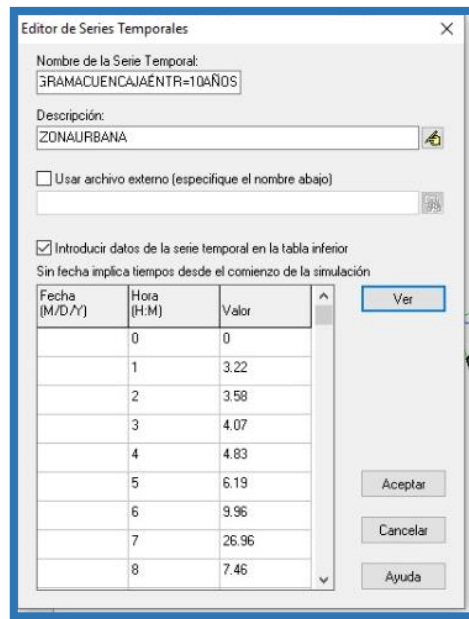 Editor de Series Temporales
Nombre de la Serie Temporal:
GRAMACUENCAJAÉNTR=10AÑOS
Descripción:
ZONAURBANA
Usar archivo externo (especifique el nombre abajo)
Introducir datos de la serie temporal en la tabla inferior
Sin fecha implica tiempos desde el comienzo de la simulación
Fecha (M/D/Y) Hora (H:M) Valor
0 0
1 3.22
2 3.58
3 4.07
4 4.83
5 6.19
6 9.96
7 26.96
8 7.46
Ver
Aceptar
Cancelar
Ayuda